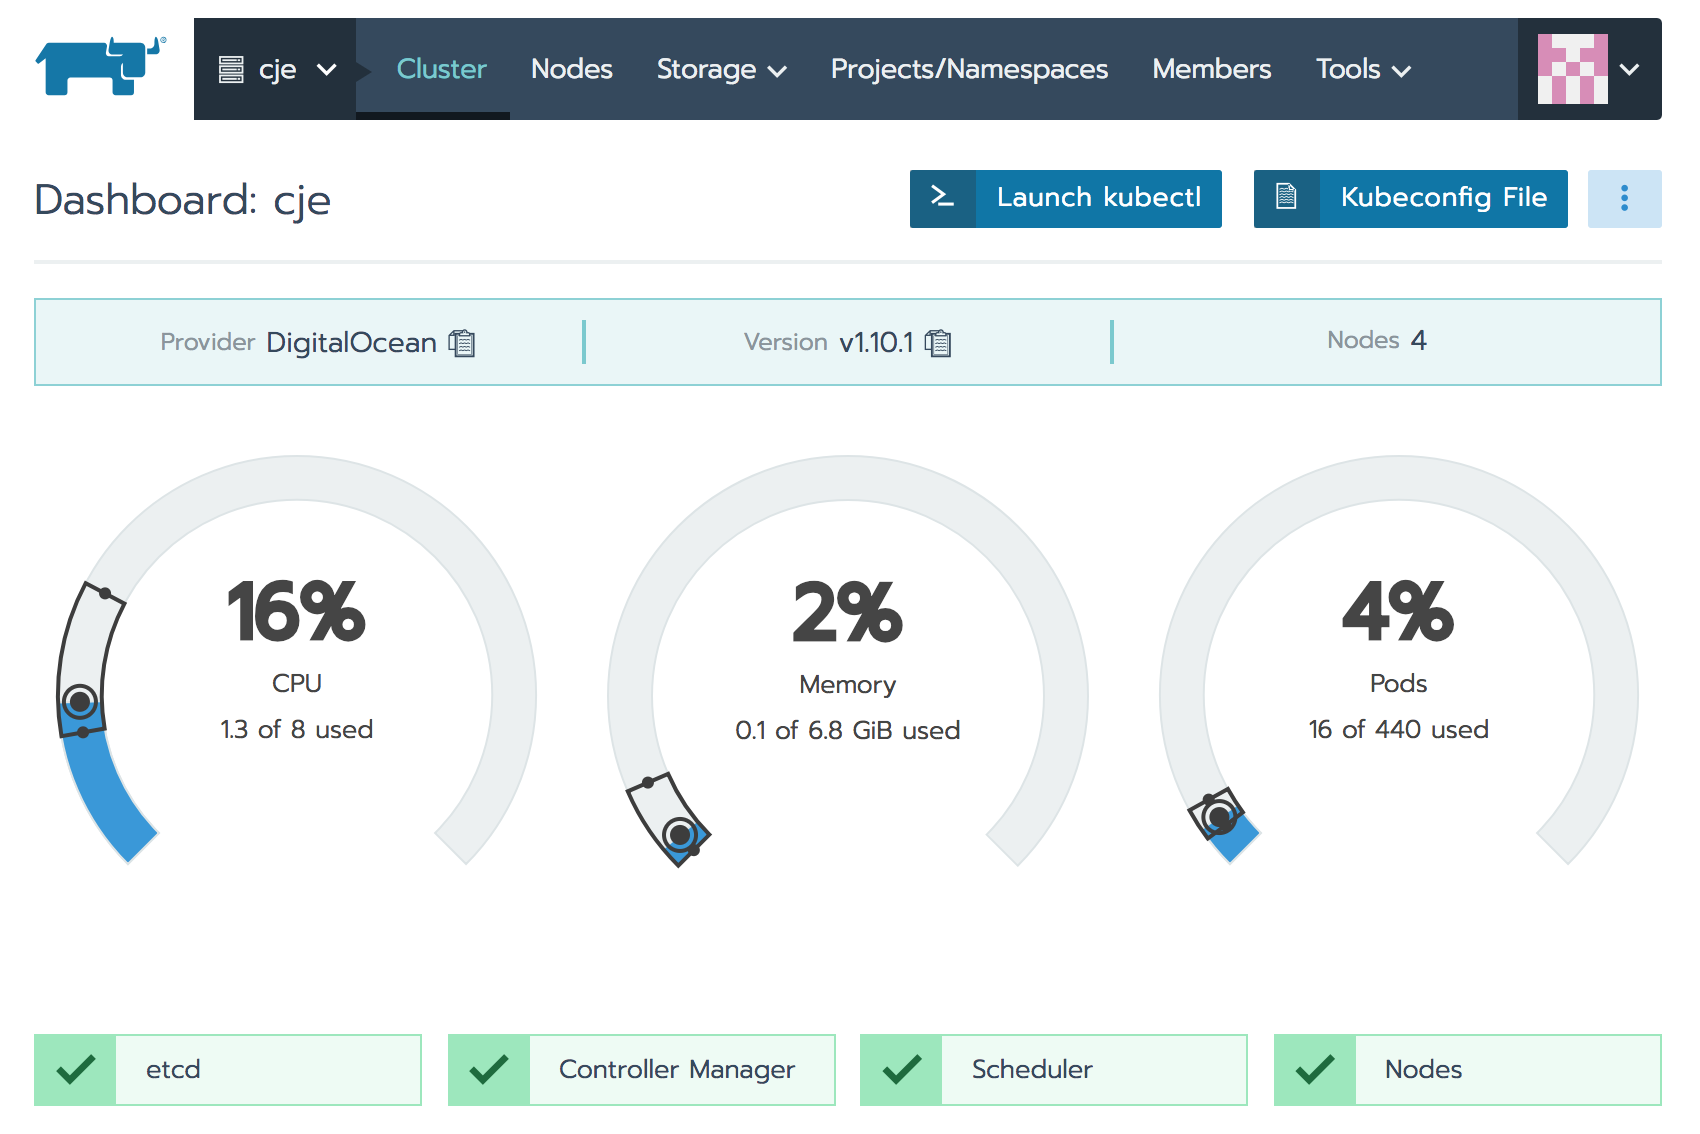 cje Cluster Nodes Storage Projects/Namespaces Members Tools
Dashboard: cje
Launch kubectl
Kubeconfig File
Provider DigitalOcean
Version v1.10.1
Nodes 4
16%
CPU
1.3 of 8 used
2%
Memory
0.1 of 6.8 GiB used
4%
Pods
16 of 440 used
etcd
Controller Manager
Scheduler
Nodes